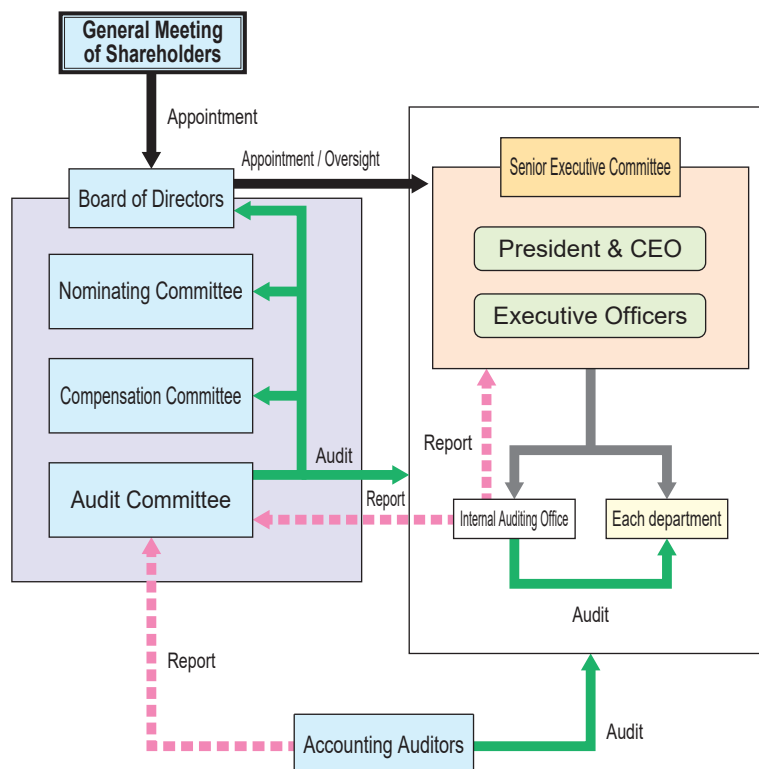 General Meeting
of Shareholders
Appointment
Appointment / Oversight
Board of Directors
Senior Executive Committee
Nominating Committee
President & CEO
Executive Officers
Compensation Committee
Audit
Report
Audit Committee
Report
Internal Auditing Office
Each department
Audit
Report
Accounting Auditors
Audit